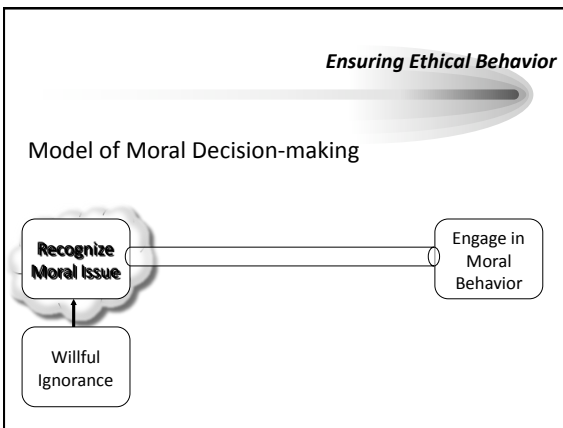 Ensuring Ethical Behavior
Model of Moral Decision-making
Recognize
Moral Issue
Engage in
Moral
Behavior
Willful
Ignorance